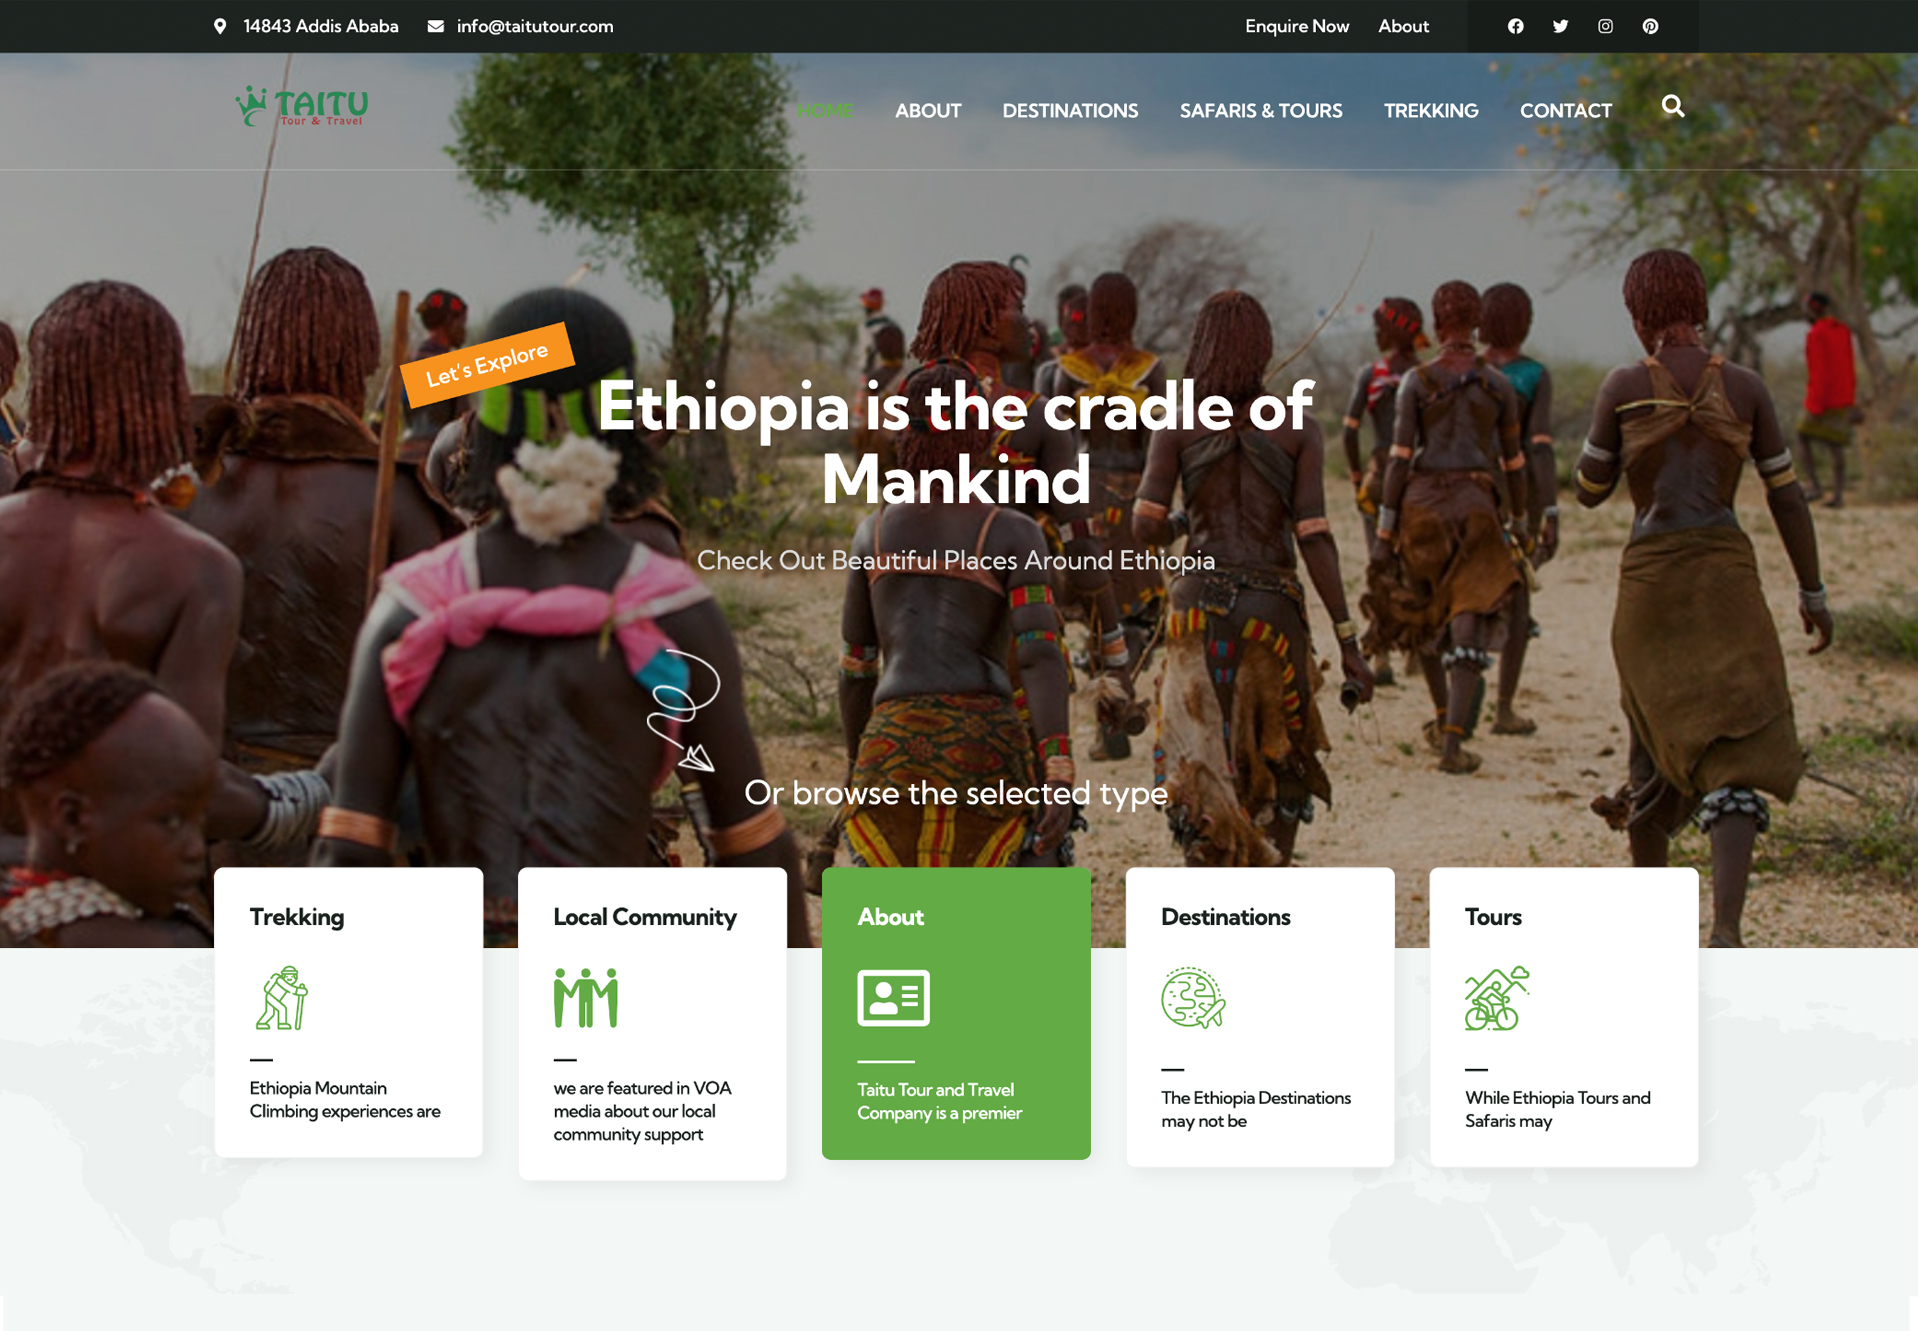 14843 Addis Ababa
info@taitutour.com
Enquire Now
About
TAITU
Tour & Travel
HOME
ABOUT
DESTINATIONS
SAFARIS & TOURS
TREKKING
CONTACT
Let's Explore
Ethiopia is the cradle of
Mankind
Check Out Beautiful Places Around Ethiopia
Or browse the selected type
Trekking
Ethiopia Mountain
Climbing experiences are
Local Community
we are featured in VOA
media about our local
community support
About
Taitu Tour and Travel
Company is a premier
Destinations
The Ethiopia Destinations
may not be
Tours
While Ethiopia Tours and
Safaris may